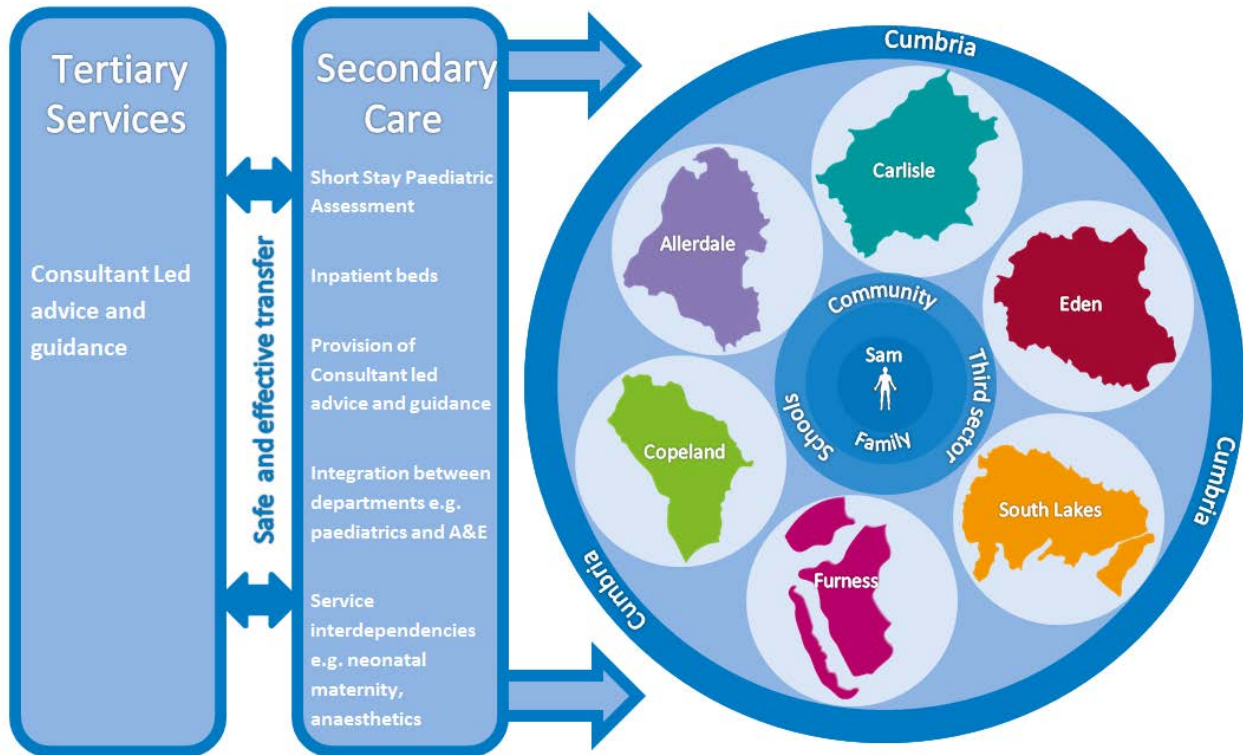 Tertiary
Services
Consultant Led
advice and
guidance
Safe and effective transfer
Secondary
Care
Short Stay Paediatric
Assessment
Inpatient beds
Provision of
Consultant led
advice and guidance
Integration between
departments e.g.
paediatrics and A&E
Service
interdependencies
e.g. neonatal
maternity,
anaesthetics
Cumbria
Carlisle
Allerdale
Eden
Community
Third sector
Schools
Sam
Family
Copeland
South Lakes
Furness
Cumbria
Cumbria